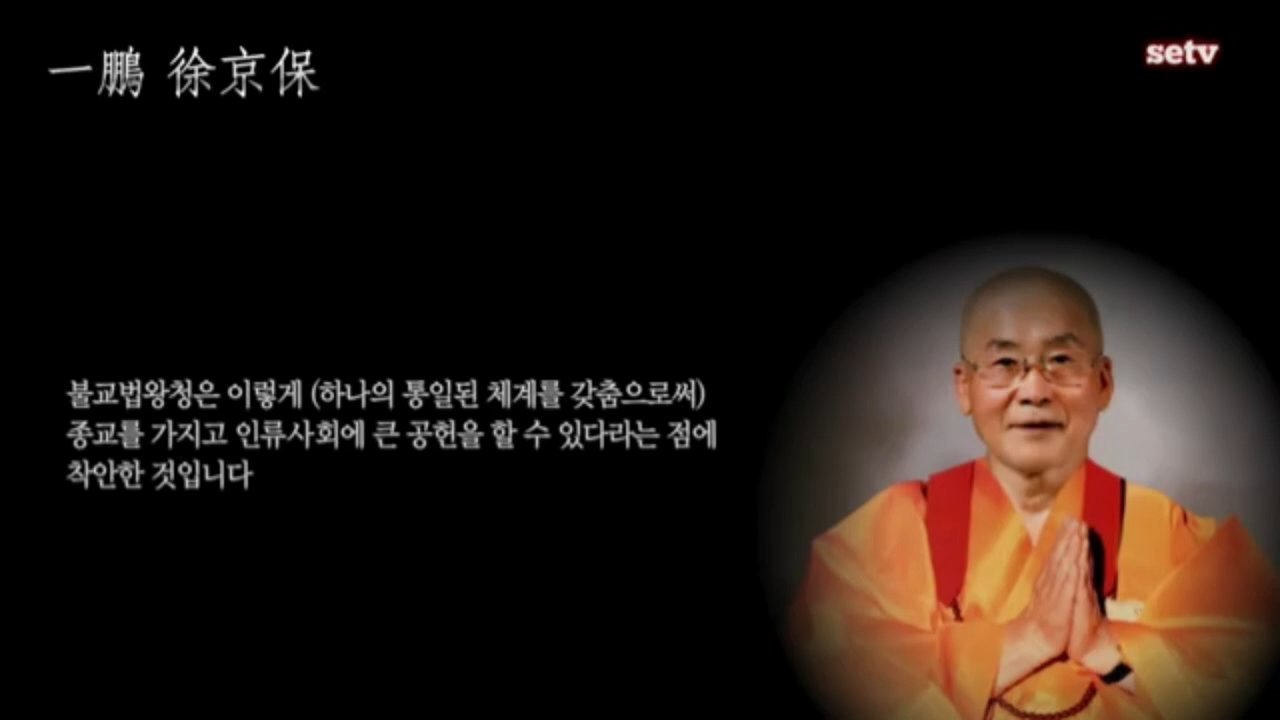 一鵬 徐京保
setv
불교법왕청은 이렇게 (하나의 통일된 체계를 갖춤으로써)
종교를 가지고 인류사회에 큰 공헌을 할 수 있다라는 점에
착안한 것입니다